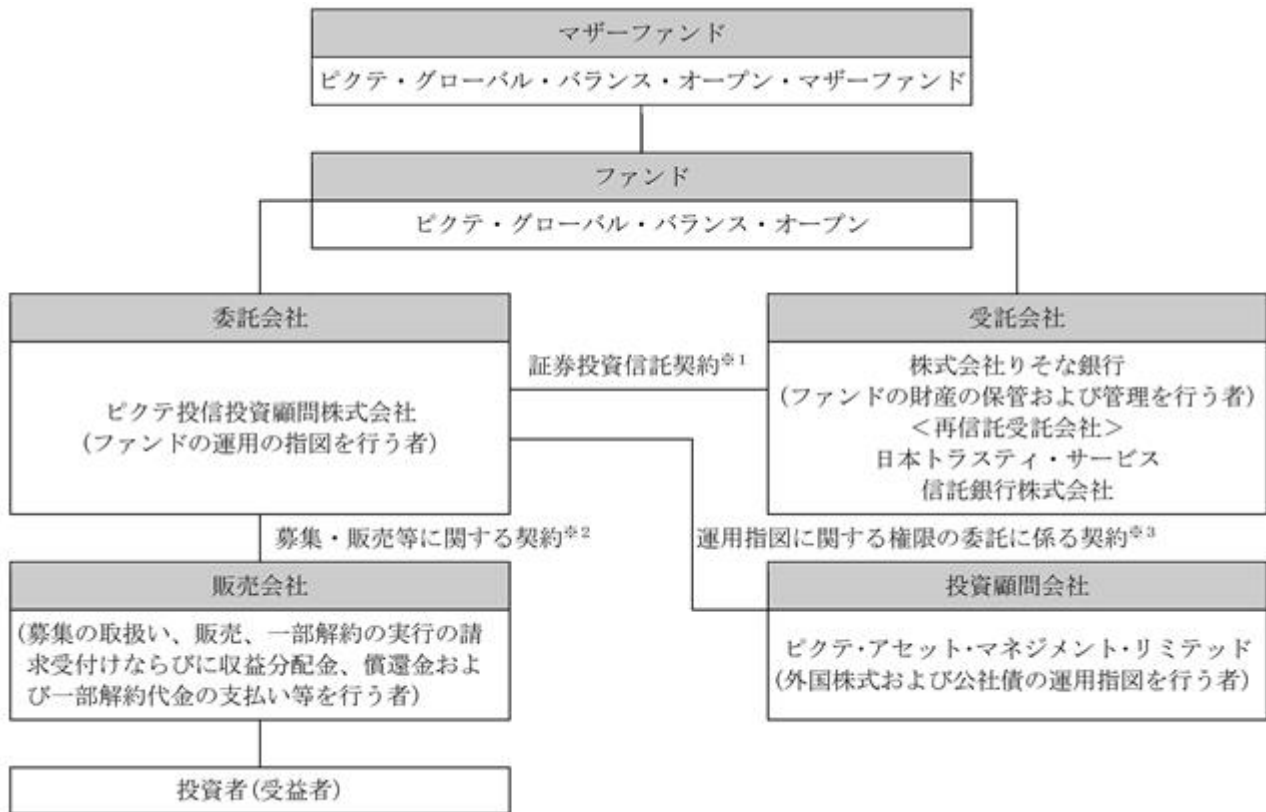 マザーファンド
ピクテ・グローバル・バランス・オープン・マザーファンド
ファンド
ピクテ・グローバル・バランス・オープン
委託会社
ピクテ投信投資顧問株式会社
(ファンドの運用の指図を行う者)
証券投資信託契約※1
受託会社
株式会社りそな銀行
(ファンドの財産の保管および管理を行う者)
＜再信託受託会社＞
日本トラスティ・サービス
信託銀行株式会社
募集・販売等に関する契約※2
運用指図に関する権限の委託に係る契約※3
販売会社
(募集の取扱い、販売、一部解約の実行の請
求受付けならびに収益分配金、償還金およ
び一部解約代金の支払い等を行う者)
投資顧問会社
ピクテ・アセット・マネジメント・リミテッド
(外国株式および公社債の運用指図を行う者)
投資者(受益者)